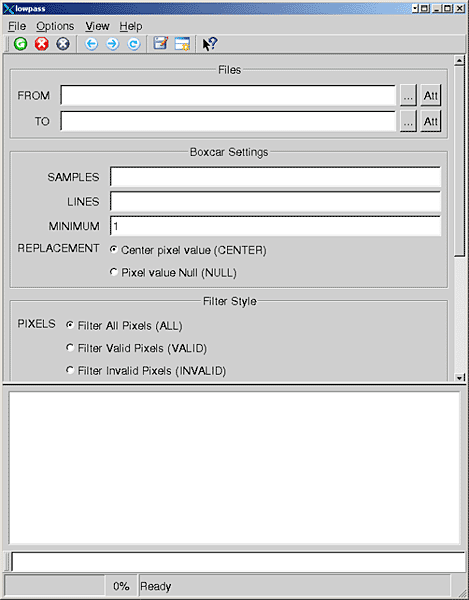 lowpass
File Options View Help
Files
FROM ... Att
TO ... Att
Boxcar Settings
SAMPLES
LINES
MINIMUM 1
REPLACEMENT Center pixel value (CENTER)
Pixel value Null (NULL)
Filter Style
PIXELS Filter All Pixels (ALL)
Filter Valid Pixels (VALID)
Filter Invalid Pixels (INVALID)
0% Ready